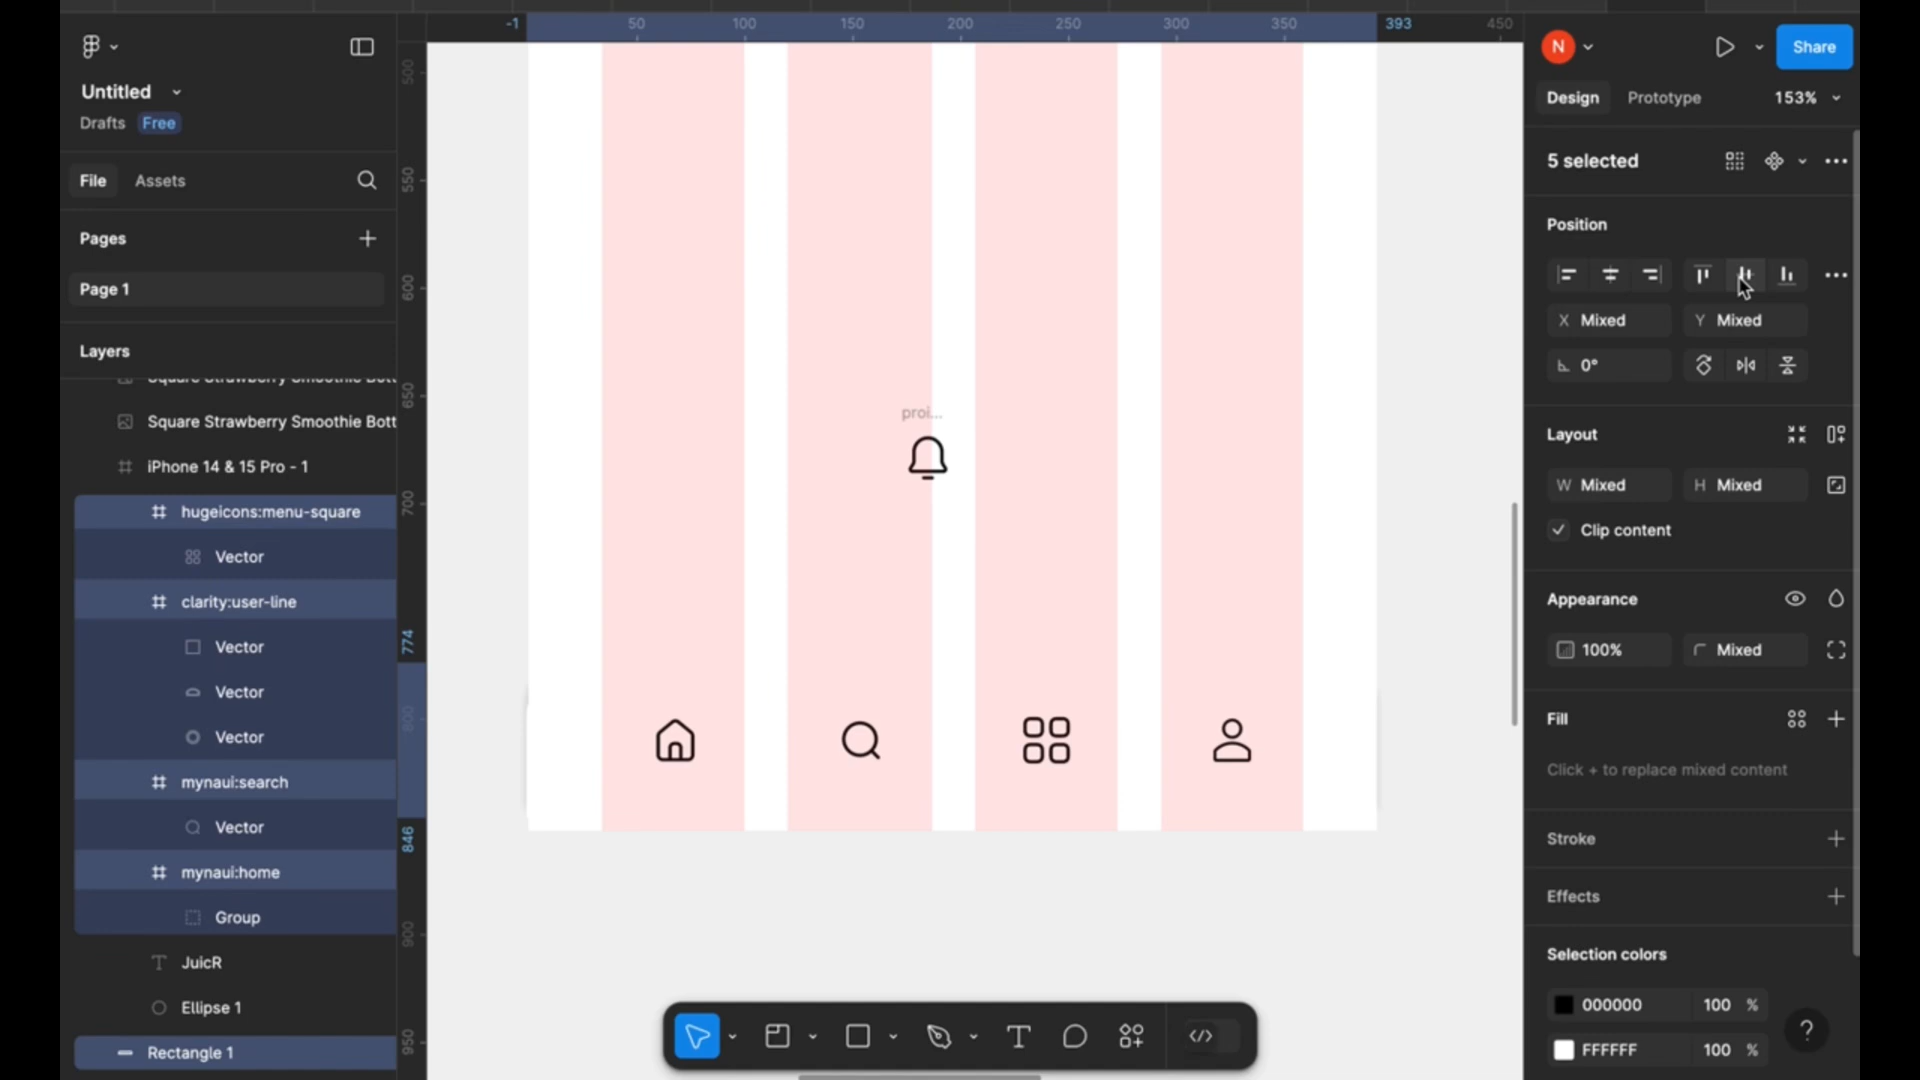 -1 50 100 150 200 250 300 350 393 450
Untitled
Drafts Free
File Assets
Pages
Page 1
Layers
Square Strawberry Smoothie Bott
Square Strawberry Smoothie Bott
iPhone 14 & 15 Pro - 1
hugeicons:menu-square
Vector
clarity:user-line
Vector
Vector
Vector
mynaui:search
Vector
mynaui:home
Group
JuicR
Ellipse 1
Rectangle 1
500
550
600
650
700
774
800
846
900
950
proi...
N
Share
Design Prototype 153%
5 selected
Position
X Mixed Y Mixed
0°
Layout
W Mixed H Mixed
Clip content
Appearance
100% Mixed
Fill
Click + to replace mixed content
Stroke
Effects
Selection colors
000000 100 %
FFFFFF 100 %
?